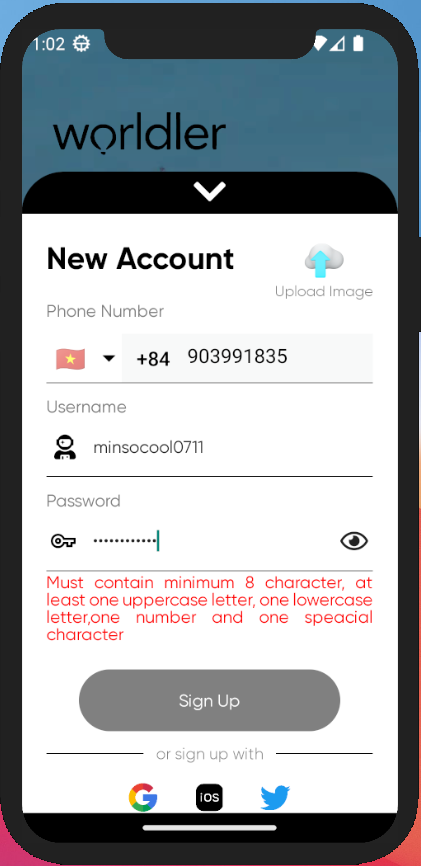 1:02
worldler
New Account
Upload Image
Phone Number
+84 903991835
Username
minsocool0711
Password
••••••••••••
Must contain minimum 8 character, at
least one uppercase letter, one lowercase
letter,one number and one speacial
character
Sign Up
or sign up with
iOS